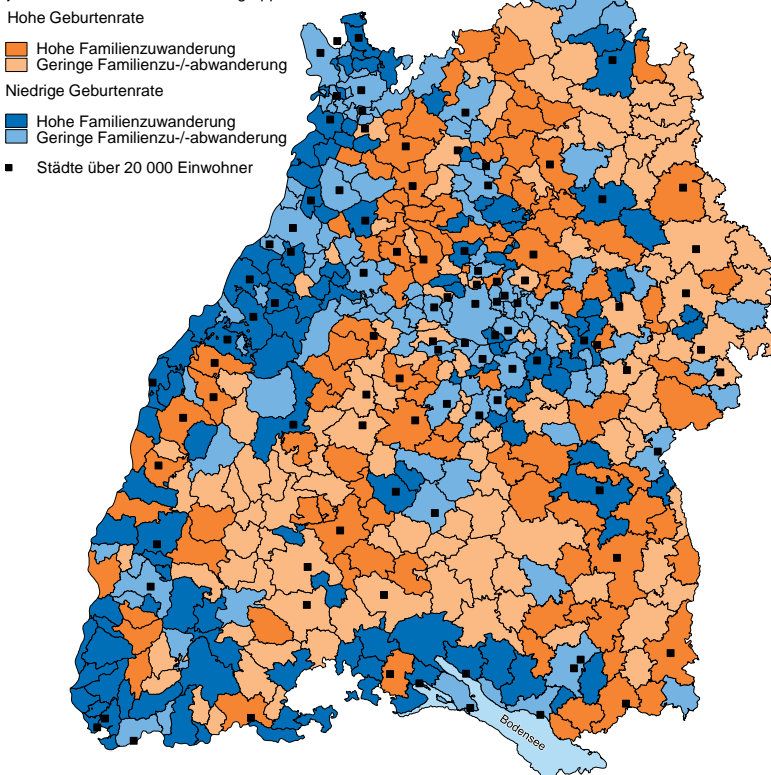 Hohe Geburtenrate
Hohe Familienzuwanderung
Geringe Familienzu-/-abwanderung
Niedrige Geburtenrate
Hohe Familienzuwanderung
Geringe Familienzu-/-abwanderung
Städte über 20 000 Einwohner
Bodensee